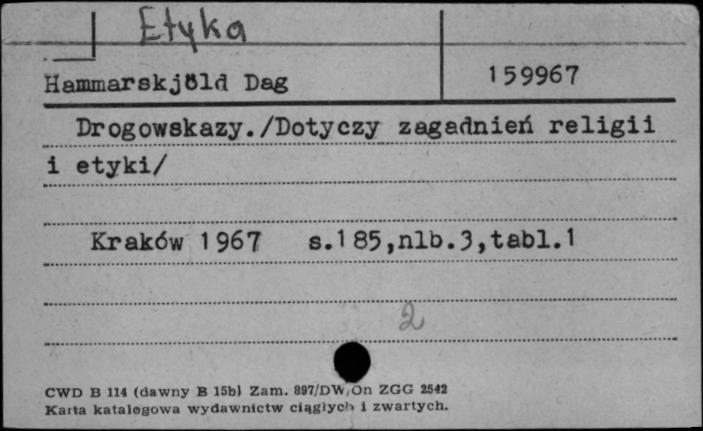 Etyka
Hammarskjöld Dag 159967
Drogowskazy./Dotyczy zagadnień religii
i etyki/
Kraków 1967 s.185,nlb.3,tabl.1
2
CWD B 114 (dawny B 15b) Zam. 897/DW/On ZGG 2542
Karta katalogowa wydawnictw ciągłych i zwartych.